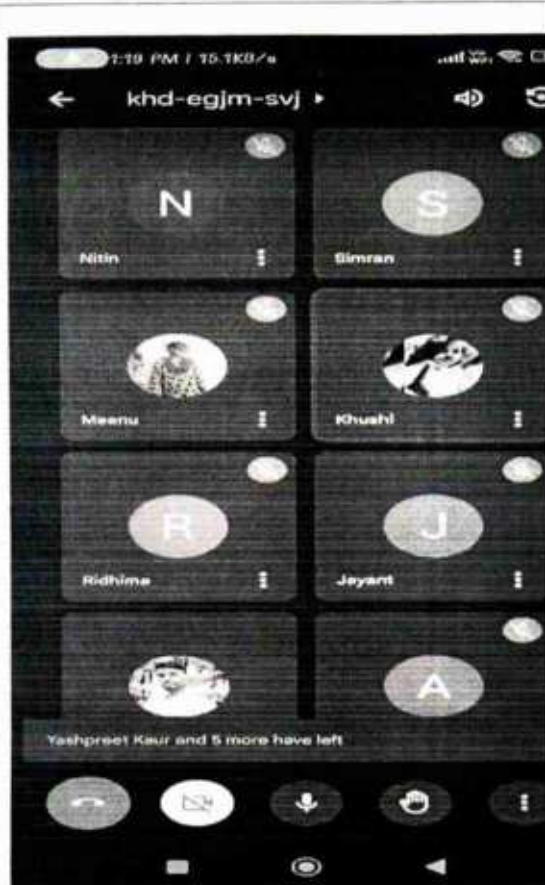 1:19 PM / 15.1KB/s
khd-egjm-svj
N
S
Nitin
Simran
Meenu
Khushi
R
J
Ridhima
Jayant
A
Yashpreet Kaur and 5 more have left